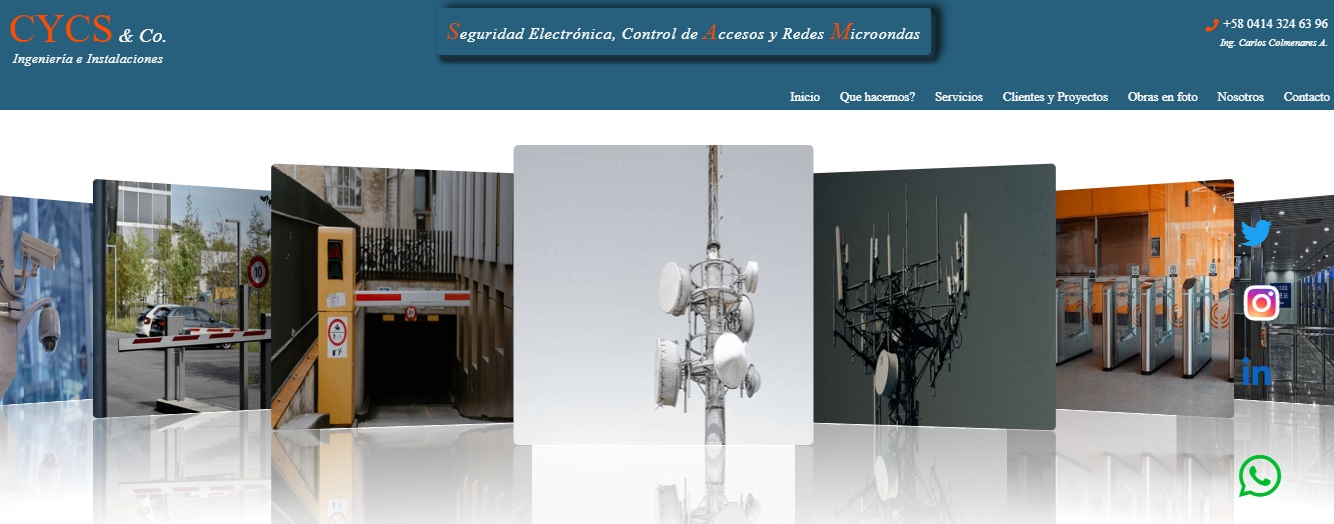 CYCS & Co.
Ingeniería e Instalaciones
Seguridad Electrónica, Control de Accesos y Redes Microondas
+58 0414 324 63 96
Ing. Carlos Colmenares A.
Inicio Que hacemos? Servicios Clientes y Proyectos Obras en foto Nosotros Contacto
10
in